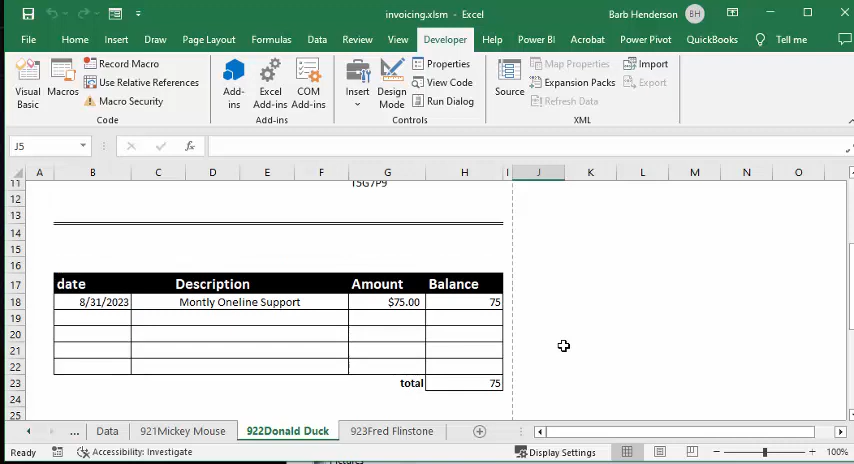 invoicing.xlsm - Excel
Barb Henderson BH
File Home Insert Draw Page Layout Formulas Data Review View Developer Help Power BI Acrobat Power Pivot QuickBooks Tell me
Visual Basic
Macros
Record Macro
Use Relative References
Macro Security
Code
Add-ins
Excel Add-ins
COM Add-ins
Add-ins
Insert
Design Mode
Properties
View Code
Run Dialog
Controls
Source
Map Properties
Expansion Packs
Refresh Data
Import
Export
XML
J5 fx
A B C D E F G H I J K L M N O
11
12
13
14
15
16
17 date Description Amount Balance
18 8/31/2023 Montly Oneline Support $75.00 75
19
20
21
22
23 total 75
24
25
... Data 921Mickey Mouse 922Donald Duck 923Fred Flinstone
Ready Accessibility: Investigate Display Settings 100%